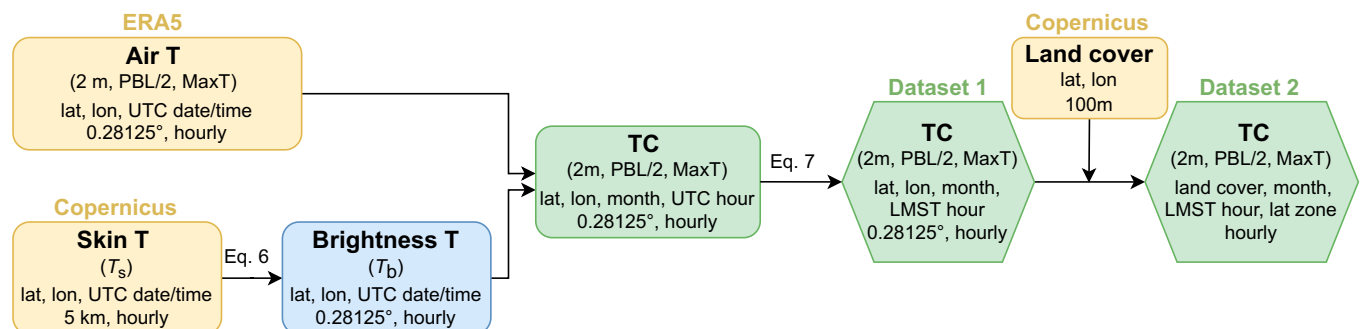 ERA5
Air T
(2 m, PBL/2, MaxT)
lat, lon, UTC date/time
0.28125°, hourly
Copernicus
Skin T
(Ts)
lat, lon, UTC date/time
5 km, hourly
Eq. 6
Brightness T
(Tb)
lat, lon, UTC date/time
0.28125°, hourly
TC
(2m, PBL/2, MaxT)
lat, lon, month, UTC hour
0.28125°, hourly
Eq. 7
Dataset 1
TC
(2m, PBL/2, MaxT)
lat, lon, month,
LMST hour
0.28125°, hourly
Copernicus
Land cover
lat, lon
100m
Dataset 2
TC
(2m, PBL/2, MaxT)
land cover, month,
LMST hour, lat zone
hourly